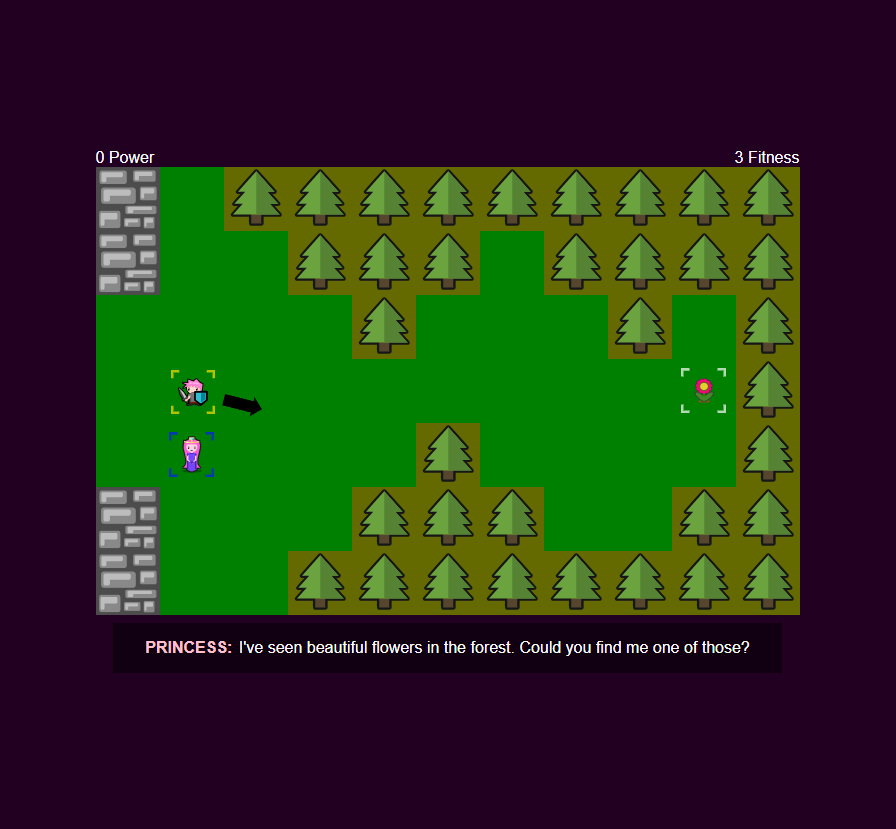 0 Power
3 Fitness
PRINCESS: I've seen beautiful flowers in the forest. Could you find me one of those?